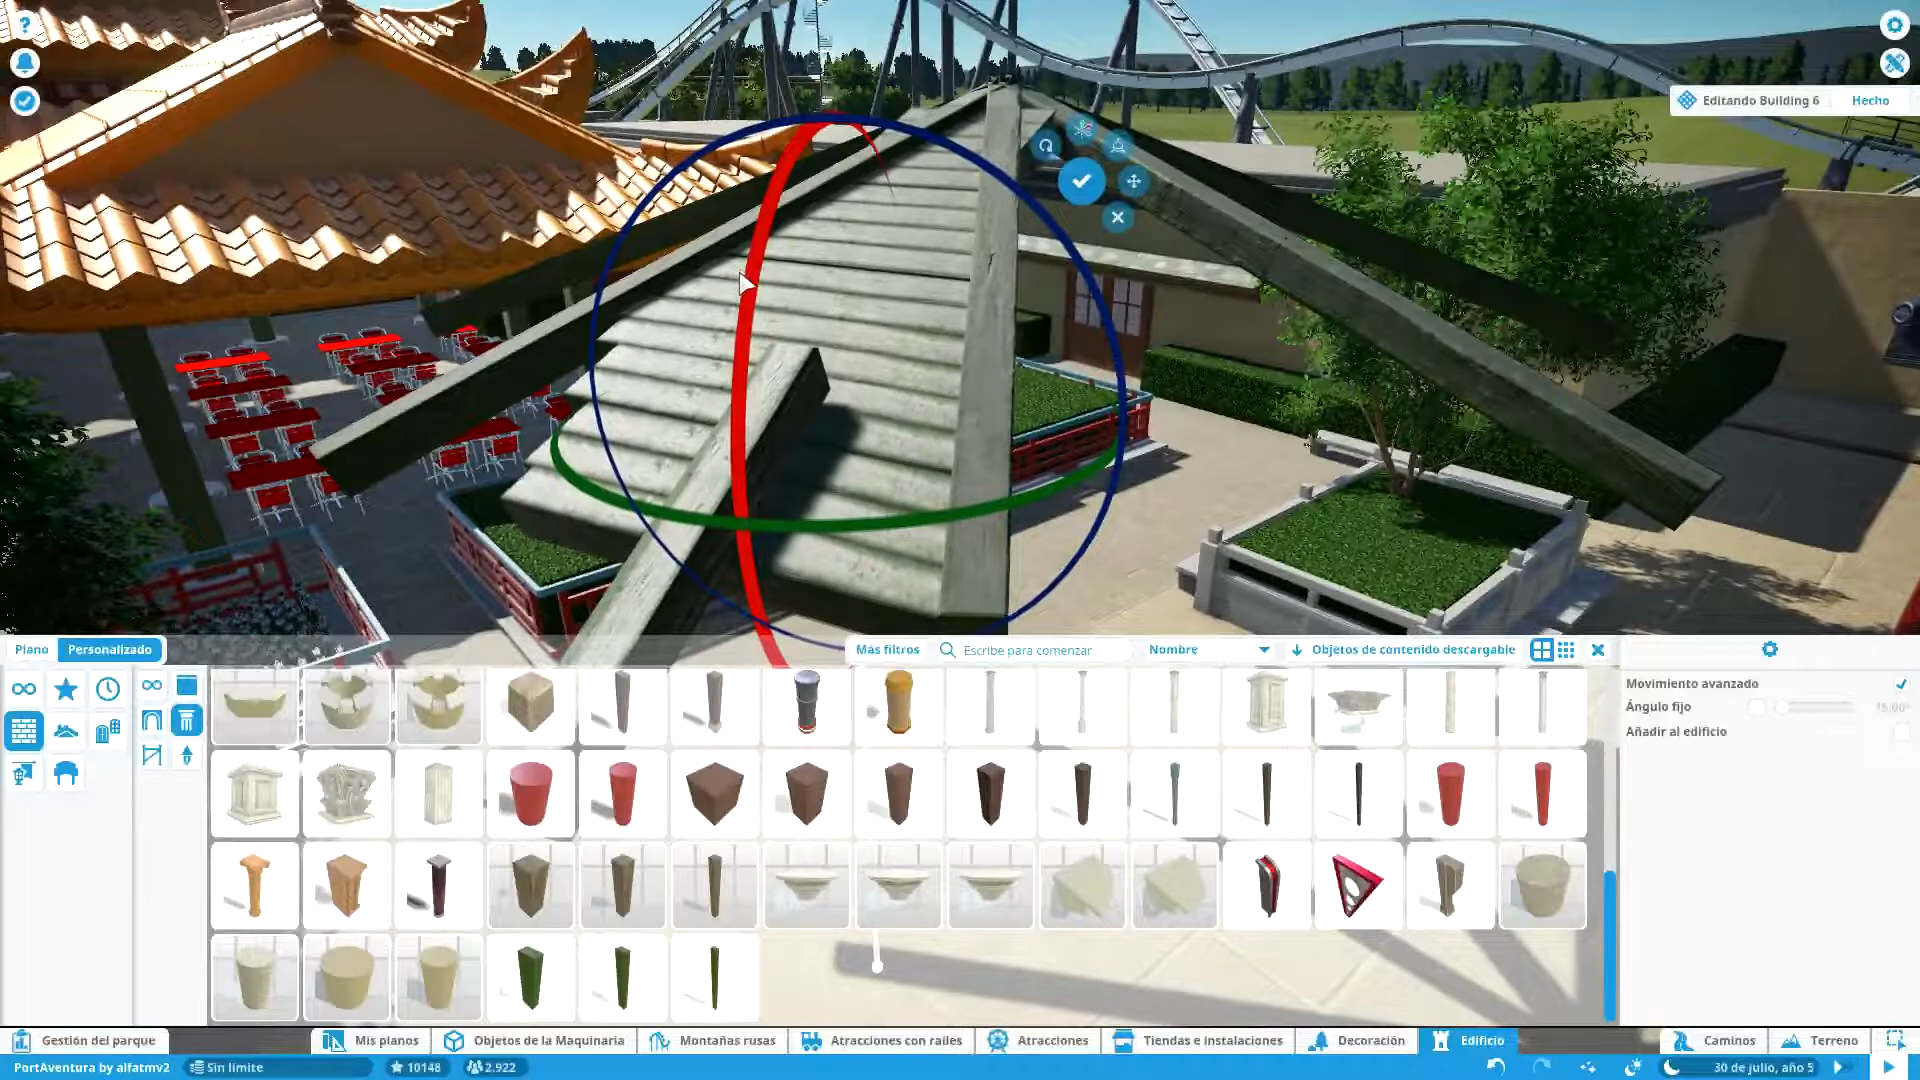 ?
Editando Building 6 Hecho
Plano Personalizado
Más filtros Escribe para comenzar Nombre Objetos de contenido descargable
Movimiento avanzado
Ángulo fijo 15,00°
Añadir al edificio
Gestión del parque Mis planos Objetos de la Maquinaria Montañas rusas Atracciones con railes Atracciones Tiendas e instalaciones Decoración Edificio Caminos Terreno
PortAventura by alfatmv2 Sin límite 10148 2.922 30 de julio, año 5